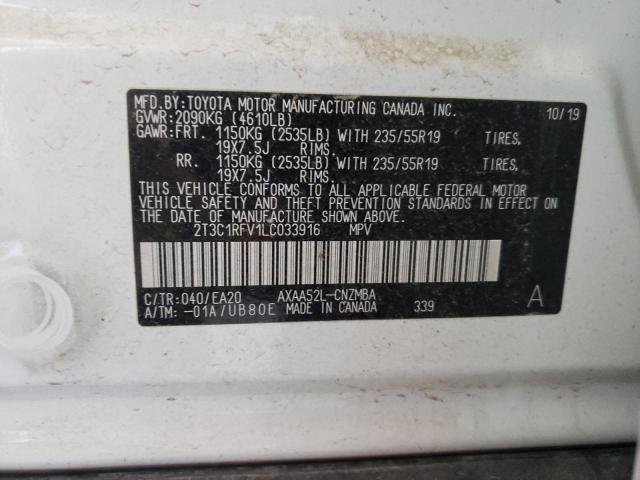 MFD.BY:TOYOTA MOTOR MANUFACTURING CANADA INC. 10/19
GVWR:2090KG (4610LB)
GAWR:FRT. 1150KG (2535LB) WITH 235/55R19 TIRES,
19X7.5J RIMS.
RR. 1150KG (2535LB) WITH 235/55R19 TIRES,
19X7.5J RIMS.
THIS VEHICLE CONFORMS TO ALL APPLICABLE FEDERAL MOTOR
VEHICLE SAFETY AND THEFT PREVENTION STANDARDS IN EFFECT ON
THE DATE OF MANUFACTURE SHOWN ABOVE.
2T3C1RFV1LC033916 MPV
C/TR:040/EA20 AXAA52L-CNZMBA A
A/TM:-01A/UB80E MADE IN CANADA 339